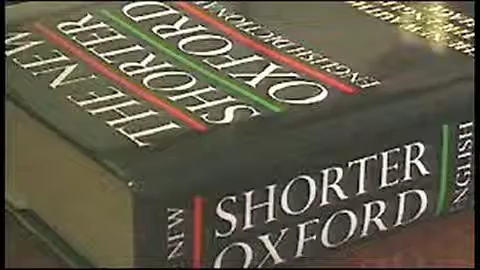 THE NEW
SHORTER
OXFORD
ENGLISH DICTIONARY
NEW
SHORTER
OXFORD
ENGLISH